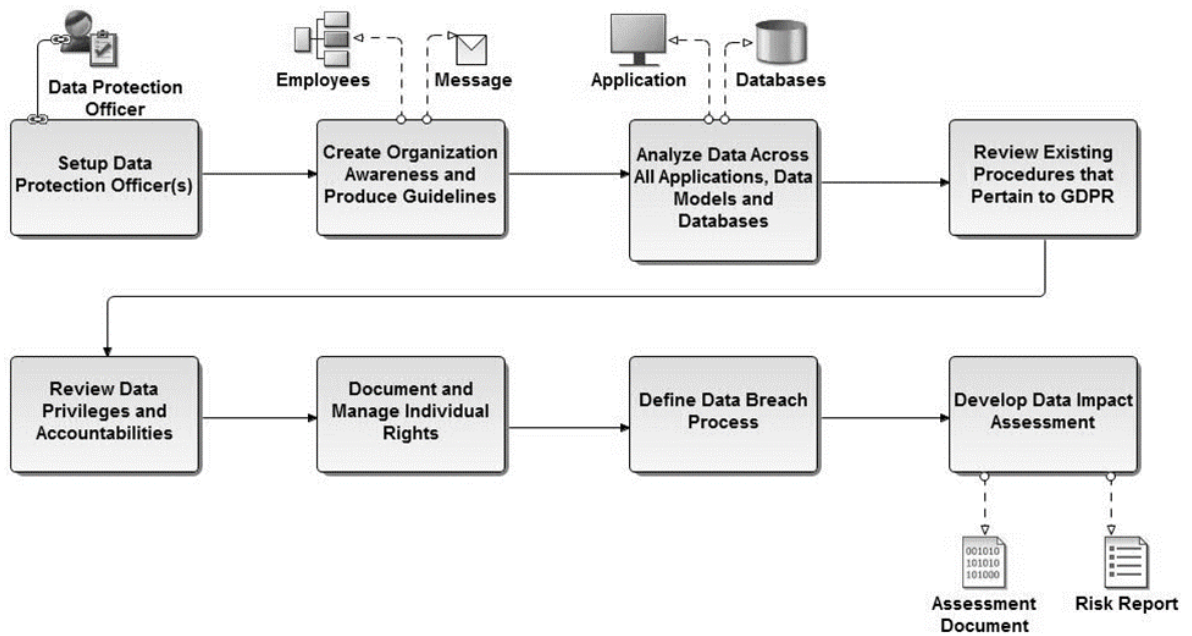 Data Protection
Officer
Employees
Message
Application
Databases
Setup Data
Protection Officer(s)
Create Organization
Awareness and
Produce Guidelines
Analyze Data Across
All Applications, Data
Models and
Databases
Review Existing
Procedures that
Pertain to GDPR
Review Data
Privileges and
Accountabilities
Document and
Manage Individual
Rights
Define Data Breach
Process
Develop Data Impact
Assessment
001010
101010
101000
Assessment
Document
Risk Report